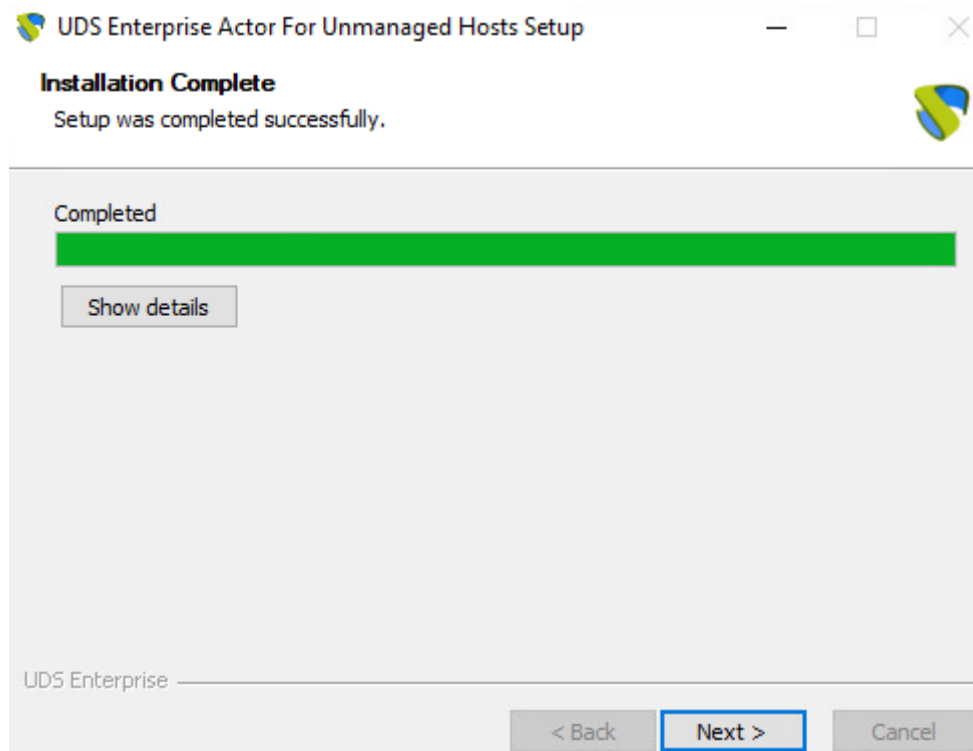 UDS Enterprise Actor For Unmanaged Hosts Setup
Installation Complete
Setup was completed successfully.
Completed
Show details
UDS Enterprise
< Back
Next >
Cancel